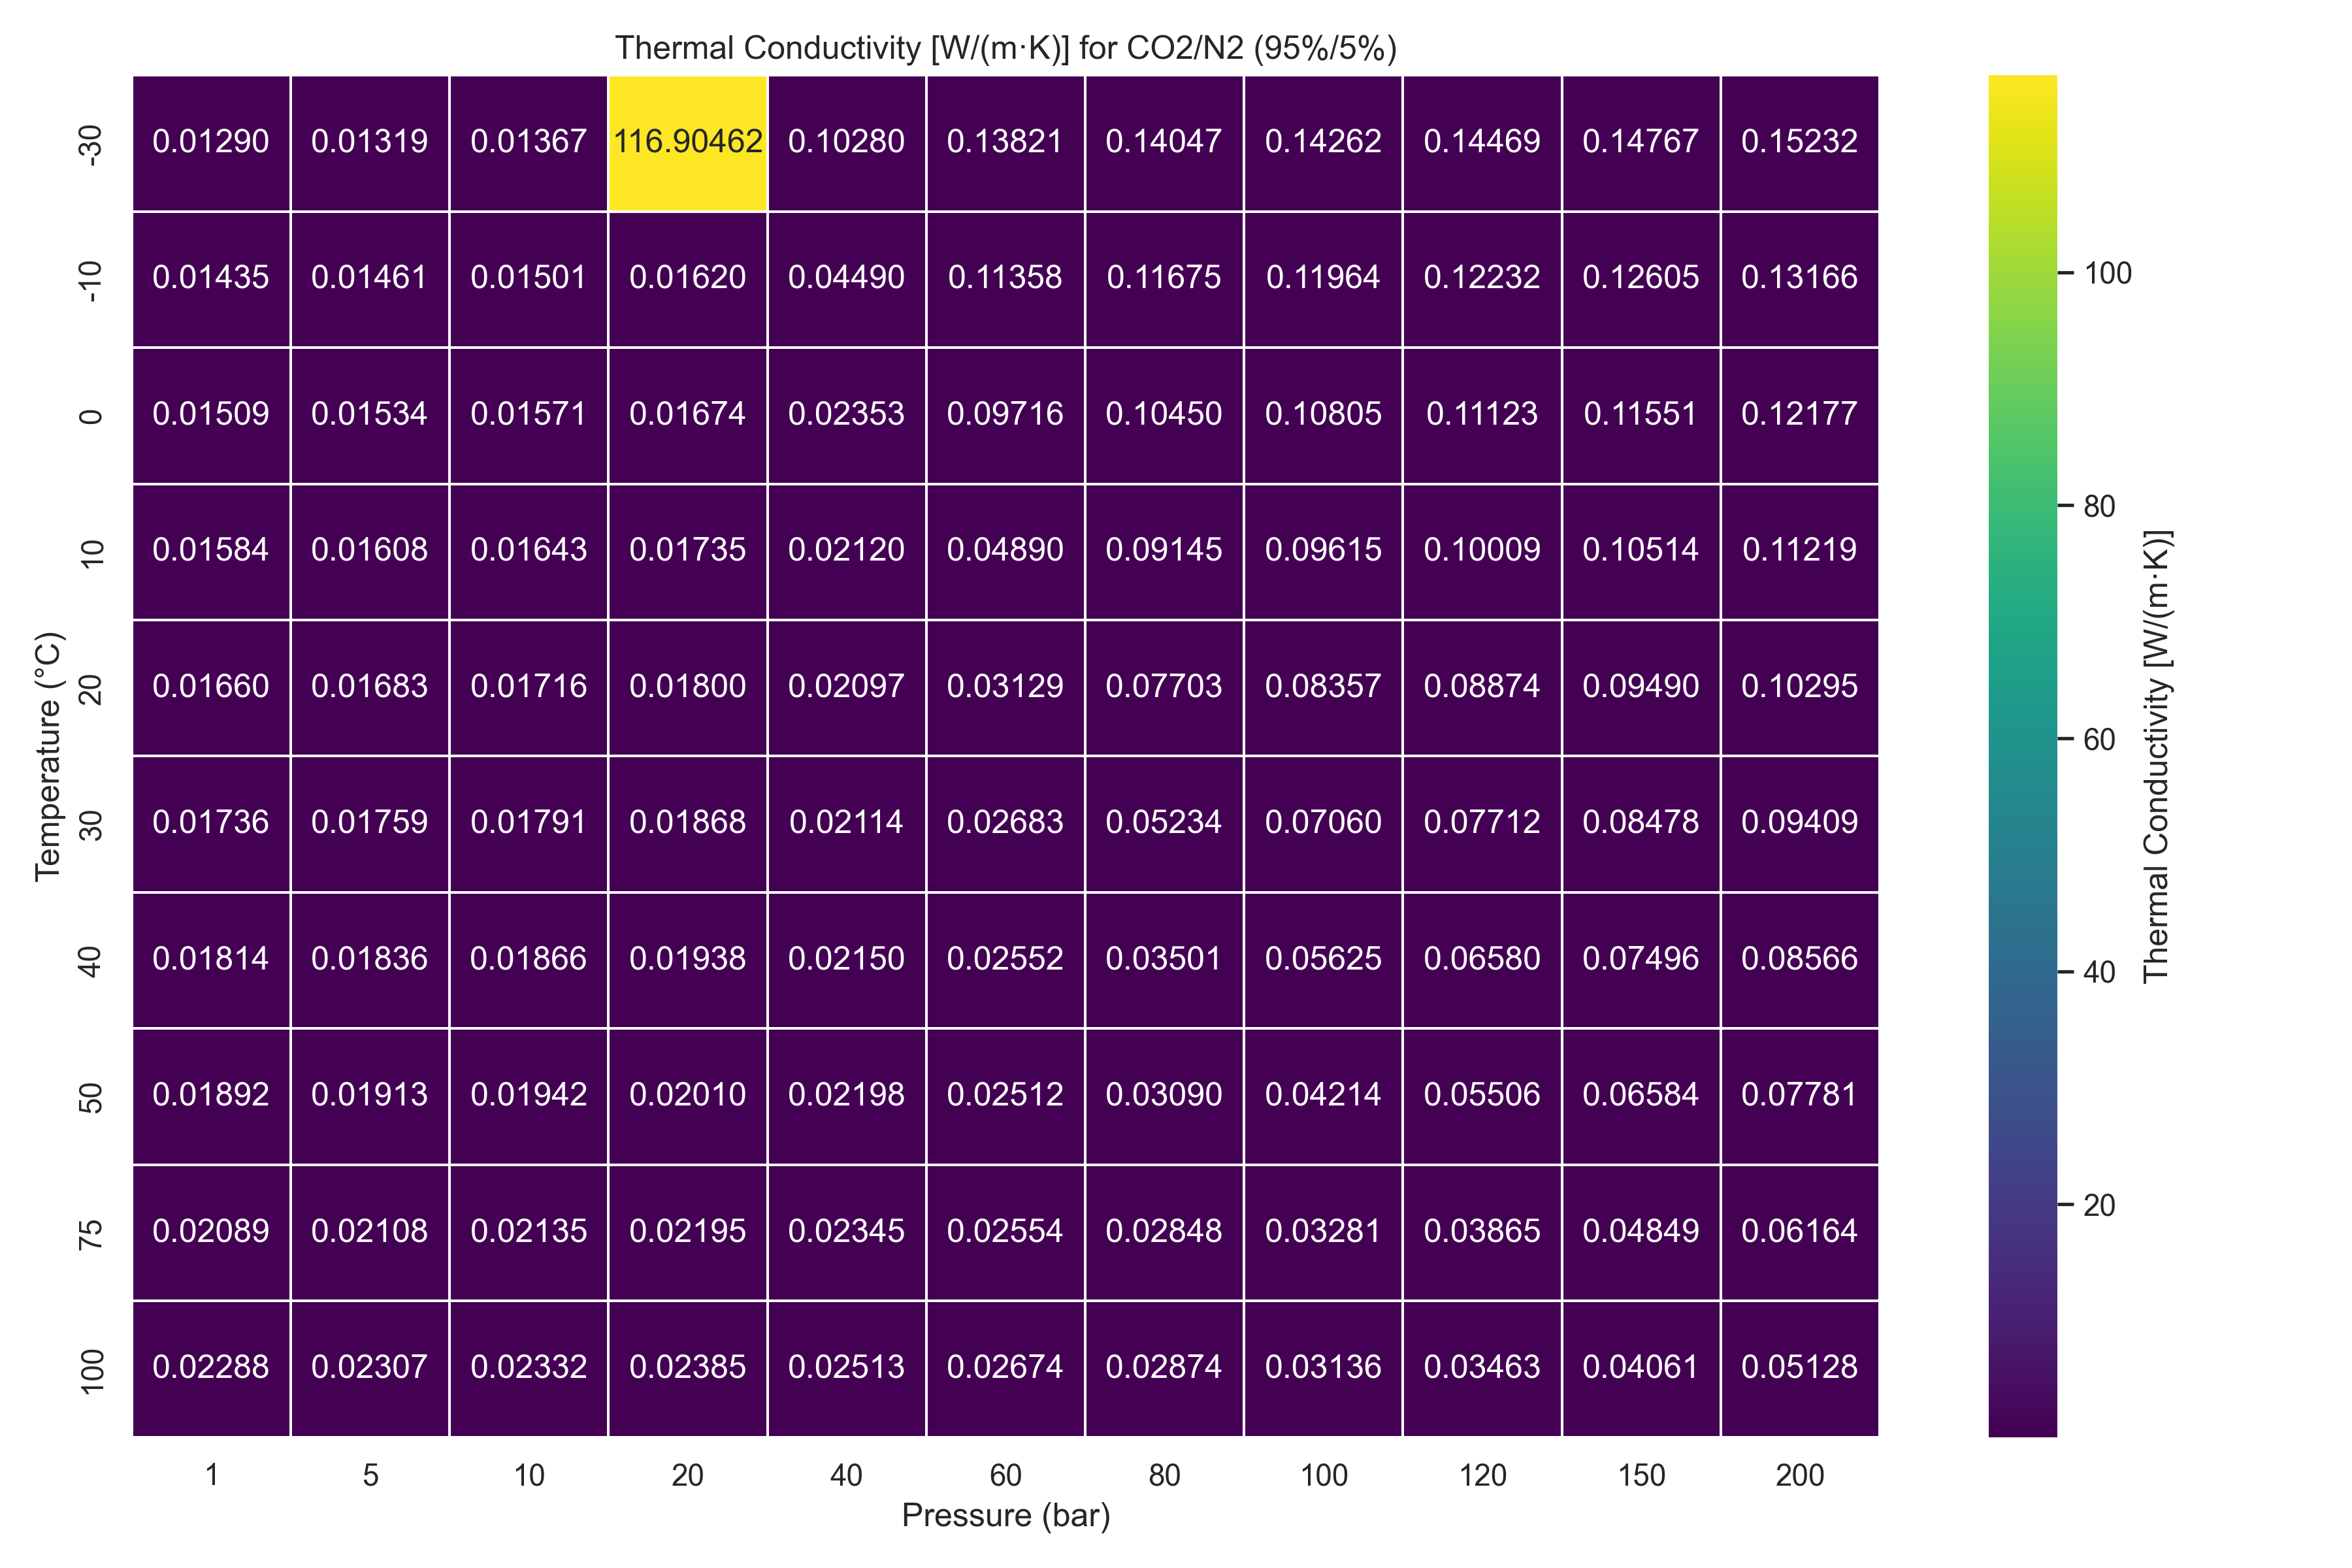 Thermal Conductivity [W/(m·K)] for CO2/N2 (95%/5%)
-30 0.01290 0.01319 0.01367 116.90462 0.10280 0.13821 0.14047 0.14262 0.14469 0.14767 0.15232
-10 0.01435 0.01461 0.01501 0.01620 0.04490 0.11358 0.11675 0.11964 0.12232 0.12605 0.13166
0 0.01509 0.01534 0.01571 0.01674 0.02353 0.09716 0.10450 0.10805 0.11123 0.11551 0.12177
10 0.01584 0.01608 0.01643 0.01735 0.02120 0.04890 0.09145 0.09615 0.10009 0.10514 0.11219
20 0.01660 0.01683 0.01716 0.01800 0.02097 0.03129 0.07703 0.08357 0.08874 0.09490 0.10295
30 0.01736 0.01759 0.01791 0.01868 0.02114 0.02683 0.05234 0.07060 0.07712 0.08478 0.09409
40 0.01814 0.01836 0.01866 0.01938 0.02150 0.02552 0.03501 0.05625 0.06580 0.07496 0.08566
50 0.01892 0.01913 0.01942 0.02010 0.02198 0.02512 0.03090 0.04214 0.05506 0.06584 0.07781
75 0.02089 0.02108 0.02135 0.02195 0.02345 0.02554 0.02848 0.03281 0.03865 0.04849 0.06164
100 0.02288 0.02307 0.02332 0.02385 0.02513 0.02674 0.02874 0.03136 0.03463 0.04061 0.05128
1 5 10 20 40 60 80 100 120 150 200
Pressure (bar)
Temperature (°C)
100
80
60
40
20
Thermal Conductivity [W/(m·K)]